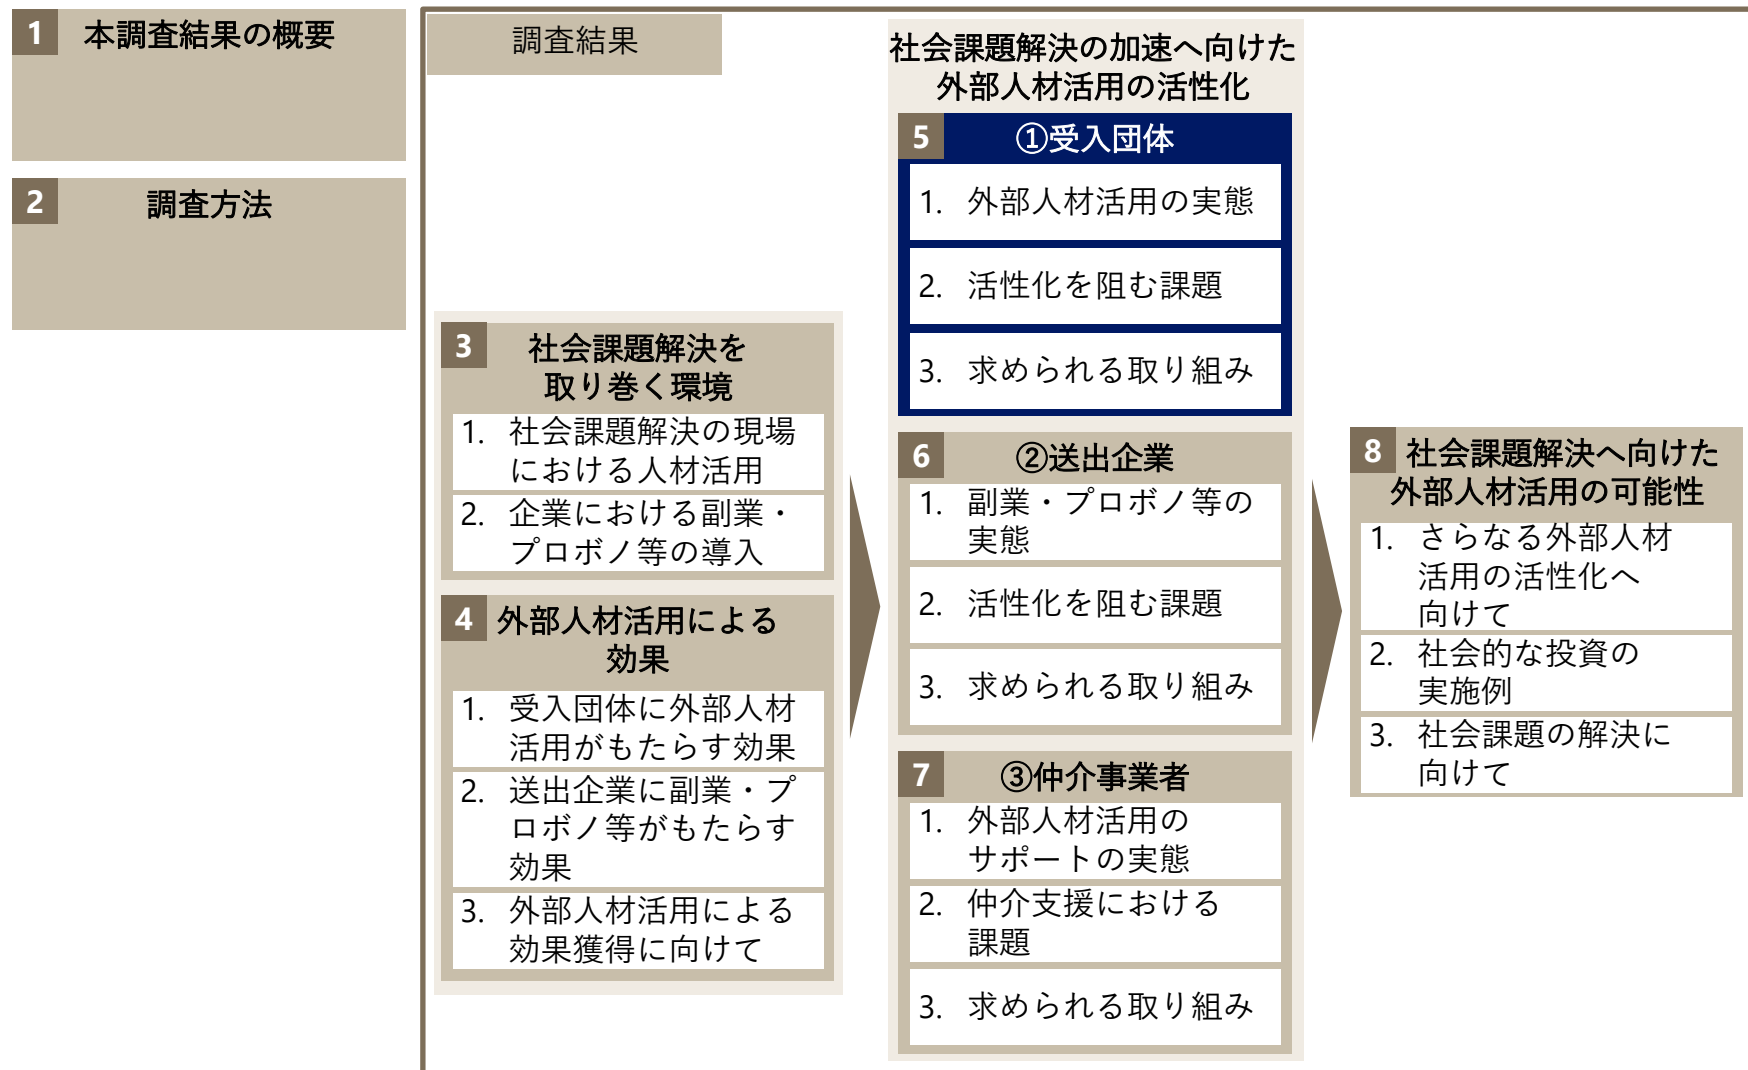 1 本調査結果の概要
2 調査方法
調査結果
3 社会課題解決を
取り巻く環境
1. 社会課題解決の現場
における人材活用
2. 企業における副業・
プロボノ等の導入
4 外部人材活用による
効果
1. 受入団体に外部人材
活用がもたらす効果
2. 送出企業に副業・プ
ロボノ等がもたらす
効果
3. 外部人材活用による
効果獲得に向けて
社会課題解決の加速へ向けた
外部人材活用の活性化
5 ①受入団体
1. 外部人材活用の実態
2. 活性化を阻む課題
3. 求められる取り組み
6 ②送出企業
1. 副業・プロボノ等の
実態
2. 活性化を阻む課題
3. 求められる取り組み
7 ③仲介事業者
1. 外部人材活用の
サポートの実態
2. 仲介支援における
課題
3. 求められる取り組み
8 社会課題解決へ向けた
外部人材活用の可能性
1. さらなる外部人材
活用の活性化へ
向けて
2. 社会的な投資の
実施例
3. 社会課題の解決に
向けて